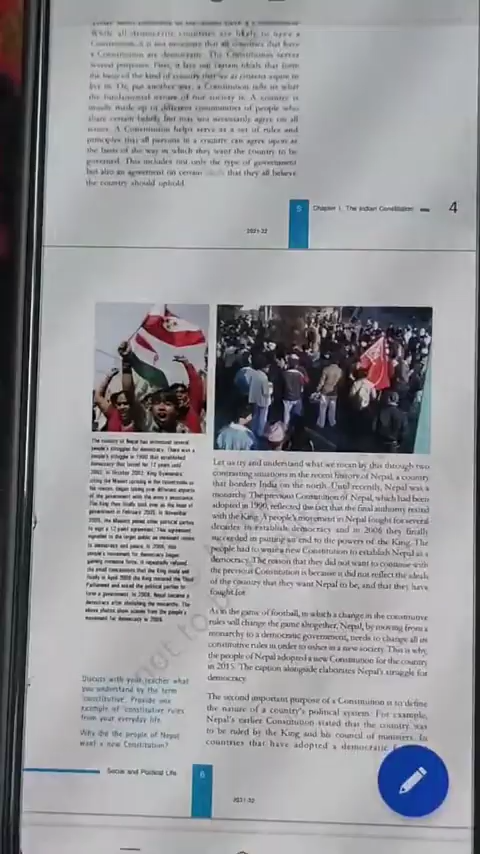 While all democratic countries are likely to have a
Constitution, it is not necessary that all countries that have
a Constitution are democratic. The Constitution serves
several purposes. First, it lays out certain ideals that form
the basis of the kind of country that we as citizens aspire to
live in. Or, put another way, a Constitution tells us what
the fundamental nature of our society is. A country is
usually made up of different communities of people who
share certain beliefs but may not necessarily agree on all
issues. A Constitution helps serve as a set of rules and
principles that all persons in a country can agree upon as
the basis of the way in which they want the country to be
governed. This includes not only the type of government
but also an agreement on certain ideals that they all believe
the country should uphold.
5 Chapter 1: The Indian Constitution 4
2021-22
The country of Nepal has witnessed several
people's struggles for democracy. There was a
people's struggle in 1990 that established
democracy that lasted for 12 years until
2002. In October 2002, King Gyanendra,
citing the Maoist uprising in the countryside as
his reason, began taking over different aspects
of the government with the army's assistance.
The King then finally took over as the head of
government in February 2005. In November
2005, the Maoists joined other political parties
to sign a 12 point agreement. This agreement
signalled to the larger public an imminent return
to democracy and peace. In 2006, this
people's movement for democracy began
gaining immense force. It repeatedly refused
the small concessions that the King made and
finally in April 2006 the King restored the Third
Parliament and asked the political parties to
form a government. In 2008, Nepal became a
democracy after abolishing the monarchy. The
above photos show scenes from the people's
movement for democracy in 2006.
Let us try and understand what we mean by this through two
contrasting situations in the recent history of Nepal, a country
that borders India on the north. Until recently, Nepal was a
monarchy. The previous Constitution of Nepal, which had been
adopted in 1990, reflected the fact that the final authority rested
with the King. A people's movement in Nepal fought for several
decades to establish democracy and in 2006 they finally
succeeded in putting an end to the powers of the King. The
people had to write a new Constitution to establish Nepal as a
democracy. The reason that they did not want to continue with
the previous Constitution is because it did not reflect the ideals
of the country that they want Nepal to be, and that they have
fought for.
As in the game of football, in which a change in the constitutive
rules will change the game altogether, Nepal, by moving from a
monarchy to a democratic government, needs to change all its
constitutive rules in order to usher in a new society. This is why,
the people of Nepal adopted a new Constitution for the country
in 2015. The caption alongside elaborates Nepal's struggle for
democracy.
Discuss with your teacher what
you understand by the term
'constitutive'. Provide one
example of 'constitutive rules'
from your everyday life.
Why did the people of Nepal
want a new Constitution?
The second important purpose of a Constitution is to define
the nature of a country's political system. For example,
Nepal's earlier Constitution stated that the country was
to be ruled by the King and his council of ministers. In
countries that have adopted a democratic
not to
Social and Political Life 6
2021-22